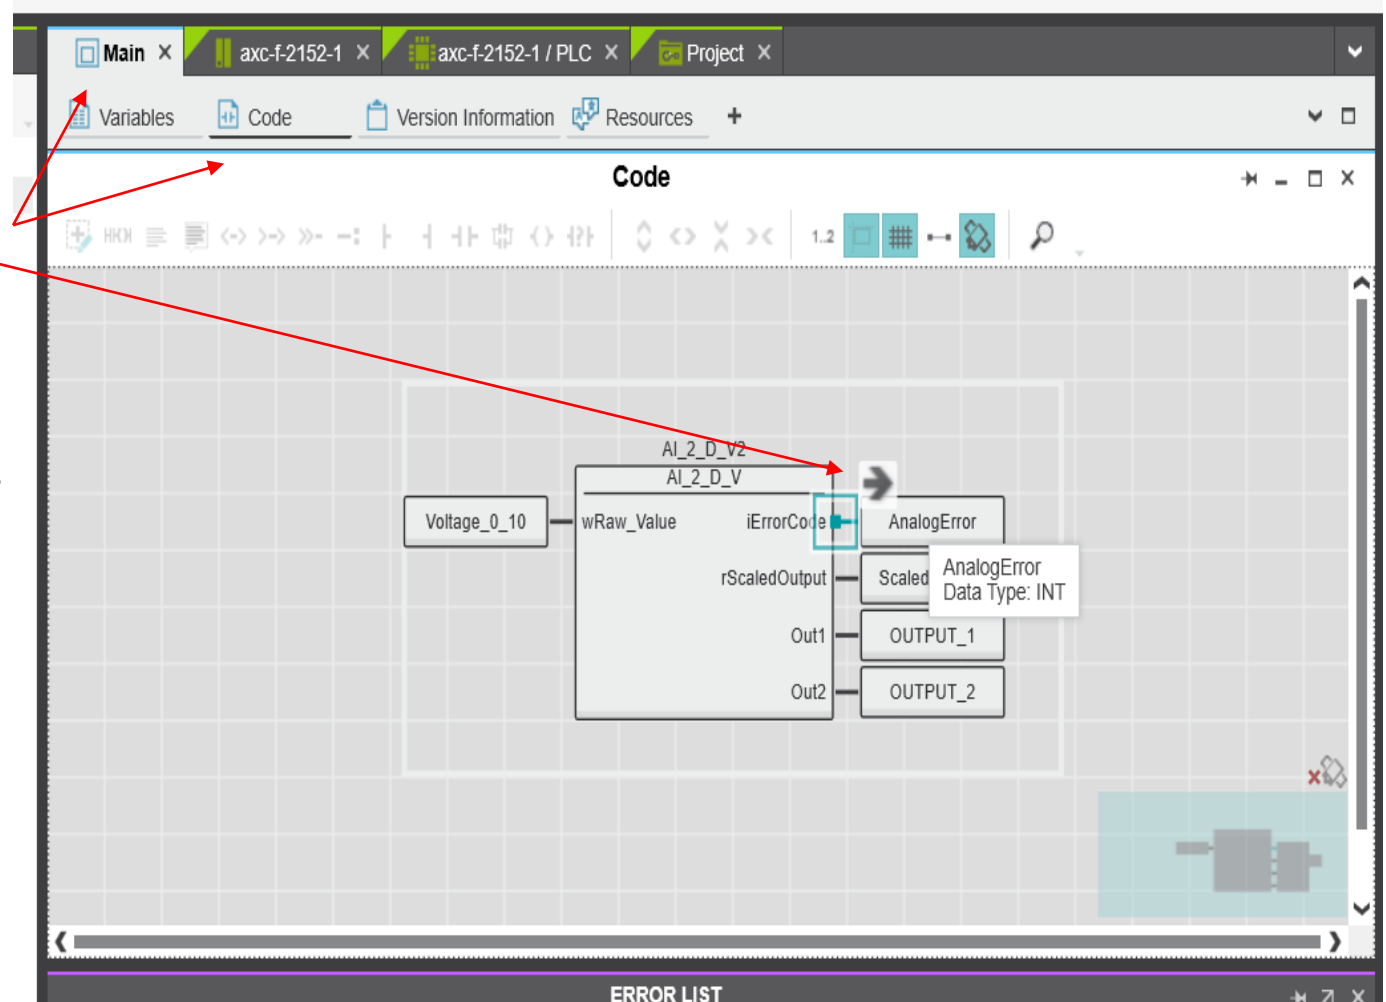 Main × axc-f-2152-1 × axc-f-2152-1 / PLC × Project ×
Variables Code Version Information Resources +
Code
1..2
AI_2_D_V2
AI_2_D_V
Voltage_0_10 wRaw_Value iErrorCode AnalogError
rScaledOutput Scaled
AnalogError
Data Type: INT
Out1 OUTPUT_1
Out2 OUTPUT_2
ERROR LIST